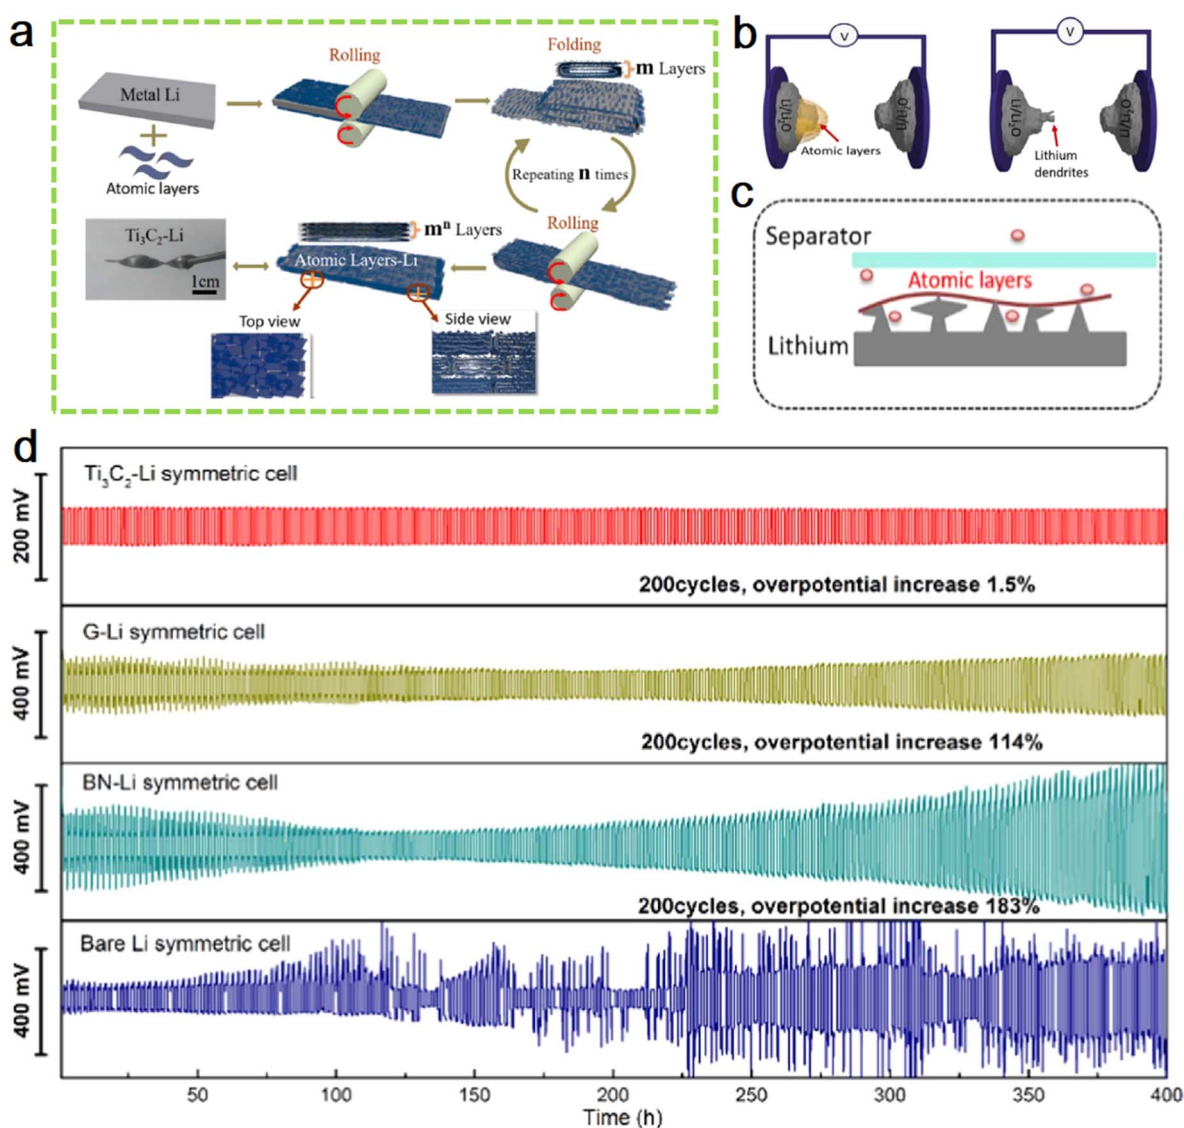 a
Metal Li
Atomic layers
Rolling
Folding
m Layers
Repeating n times
Rolling
mⁿ Layers
Atomic Layers-Li
Ti₃C₂-Li
1cm
Top view
Side view
b
V
Li/Li₂O
Atomic layers
Li/Li₂O
V
Li/Li₂O
Lithium
dendrites
Li/Li₂O
c
Separator
Atomic layers
Lithium
d
200 mV
Ti₃C₂-Li symmetric cell
200cycles, overpotential increase 1.5%
400 mV
G-Li symmetric cell
200cycles, overpotential increase 114%
400 mV
BN-Li symmetric cell
200cycles, overpotential increase 183%
400 mV
Bare Li symmetric cell
50 100 150 200 250 300 350 400
Time (h)